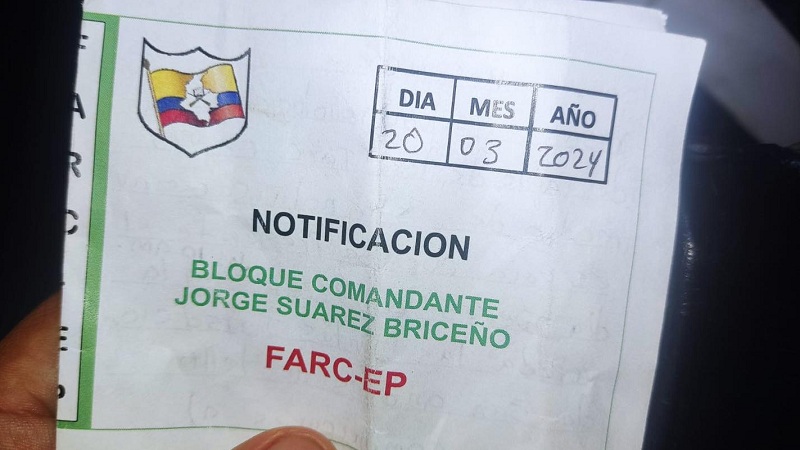 DIA MES AÑO
20 03 2024
NOTIFICACION
BLOQUE COMANDANTE
JORGE SUAREZ BRICEÑO
FARC-EP
F
A
R
C
E
P